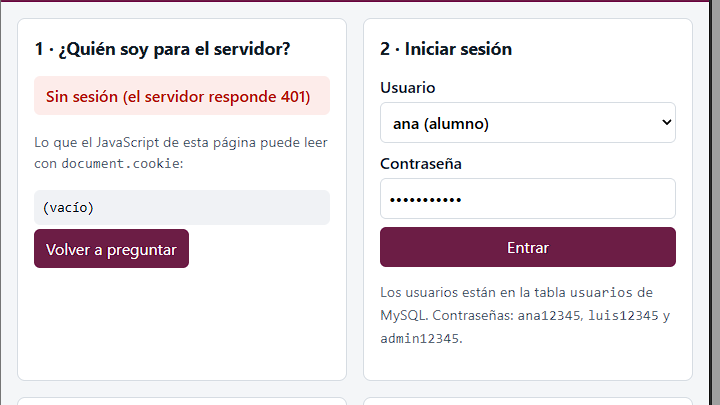 1 · ¿Quién soy para el servidor?
Sin sesión (el servidor responde 401)
Lo que el JavaScript de esta página puede leer
con document.cookie:
(vacío)
Volver a preguntar
2 · Iniciar sesión
Usuario
ana (alumno)
Contraseña
•••••••••••
Entrar
Los usuarios están en la tabla usuarios de
MySQL. Contraseñas: ana12345, luis12345 y
admin12345.